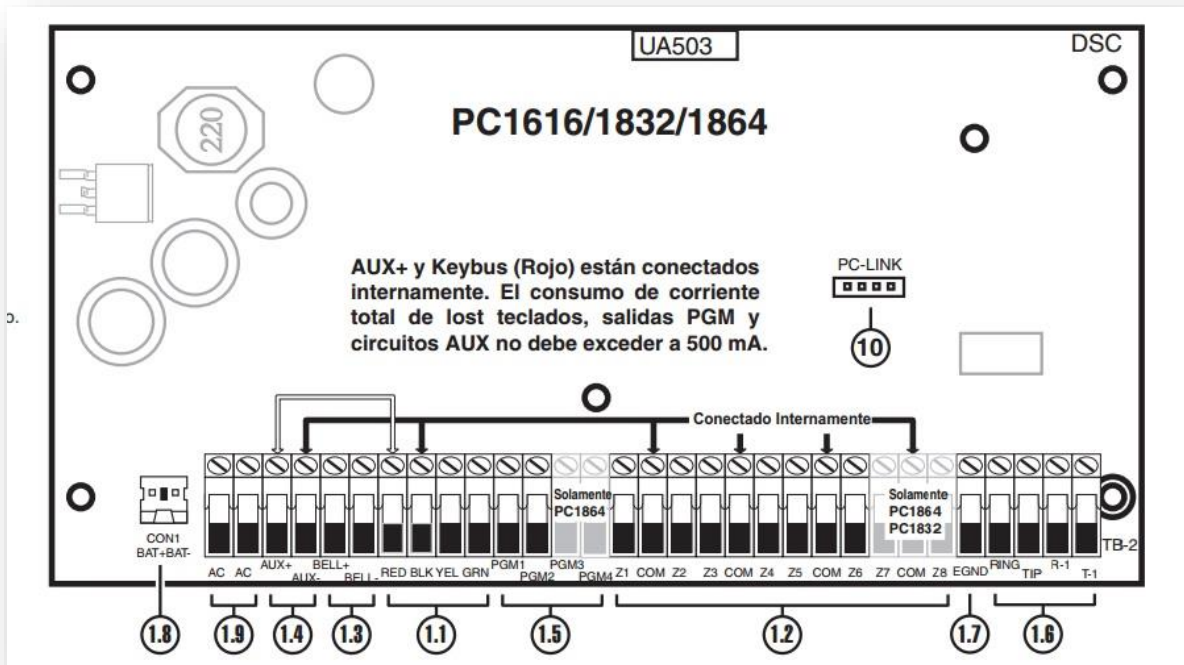 UA503
DSC
PC1616/1832/1864
220
AUX+ y Keybus (Rojo) están conectados
internamente. El consumo de corriente
total de lost teclados, salidas PGM y
circuitos AUX no debe exceder a 500 mA.
PC-LINK
10
o.
Conectado Internamente
Solamente
PC1864
Solamente
PC1864
PC1832
CON1
BAT+BAT-
TB-2
AC AC AUX+ AUX- BELL+ BELL- RED BLK YEL GRN PGM1 PGM2 PGM3 PGM4 Z1 COM Z2 Z3 COM Z4 Z5 COM Z6 Z7 COM Z8 EGND RING TIP R-1 T-1
1.8 1.9 1.4 1.3 1.1 1.5 1.2 1.7 1.6